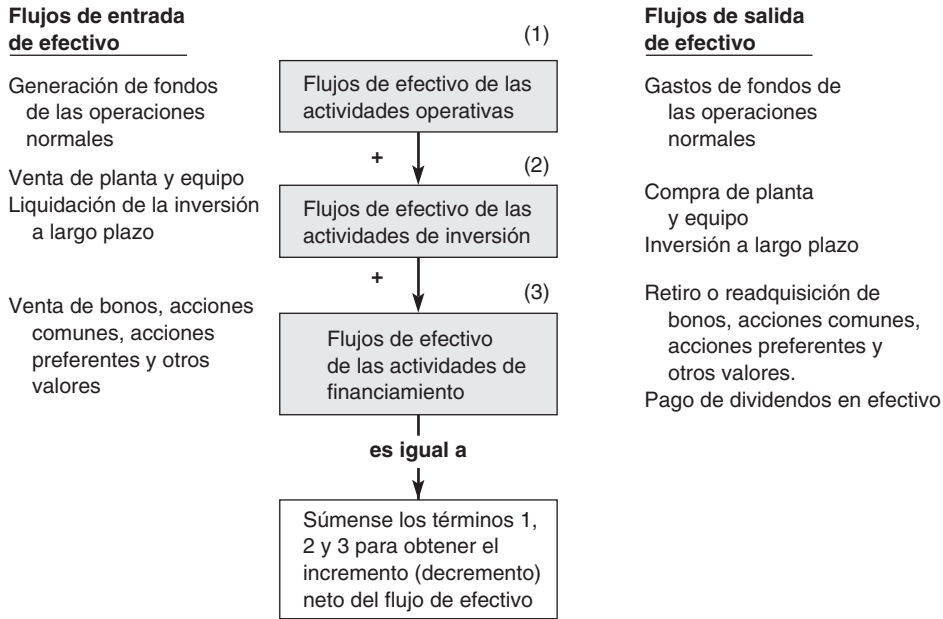 Flujos de entrada
de efectivo
Generación de fondos
de las operaciones
normales
Venta de planta y equipo
Liquidación de la inversión
a largo plazo
Venta de bonos, acciones
comunes, acciones
preferentes y otros
valores
(1)
Flujos de efectivo de las
actividades operativas
+
(2)
Flujos de efectivo de las
actividades de inversión
+
(3)
Flujos de efectivo
de las actividades de
financiamiento
es igual a
Súmense los términos 1,
2 y 3 para obtener el
incremento (decremento)
neto del flujo de efectivo
Flujos de salida
de efectivo
Gastos de fondos de
las operaciones
normales
Compra de planta
y equipo
Inversión a largo plazo
Retiro o readquisición de
bonos, acciones comunes,
acciones preferentes y
otros valores.
Pago de dividendos en efectivo